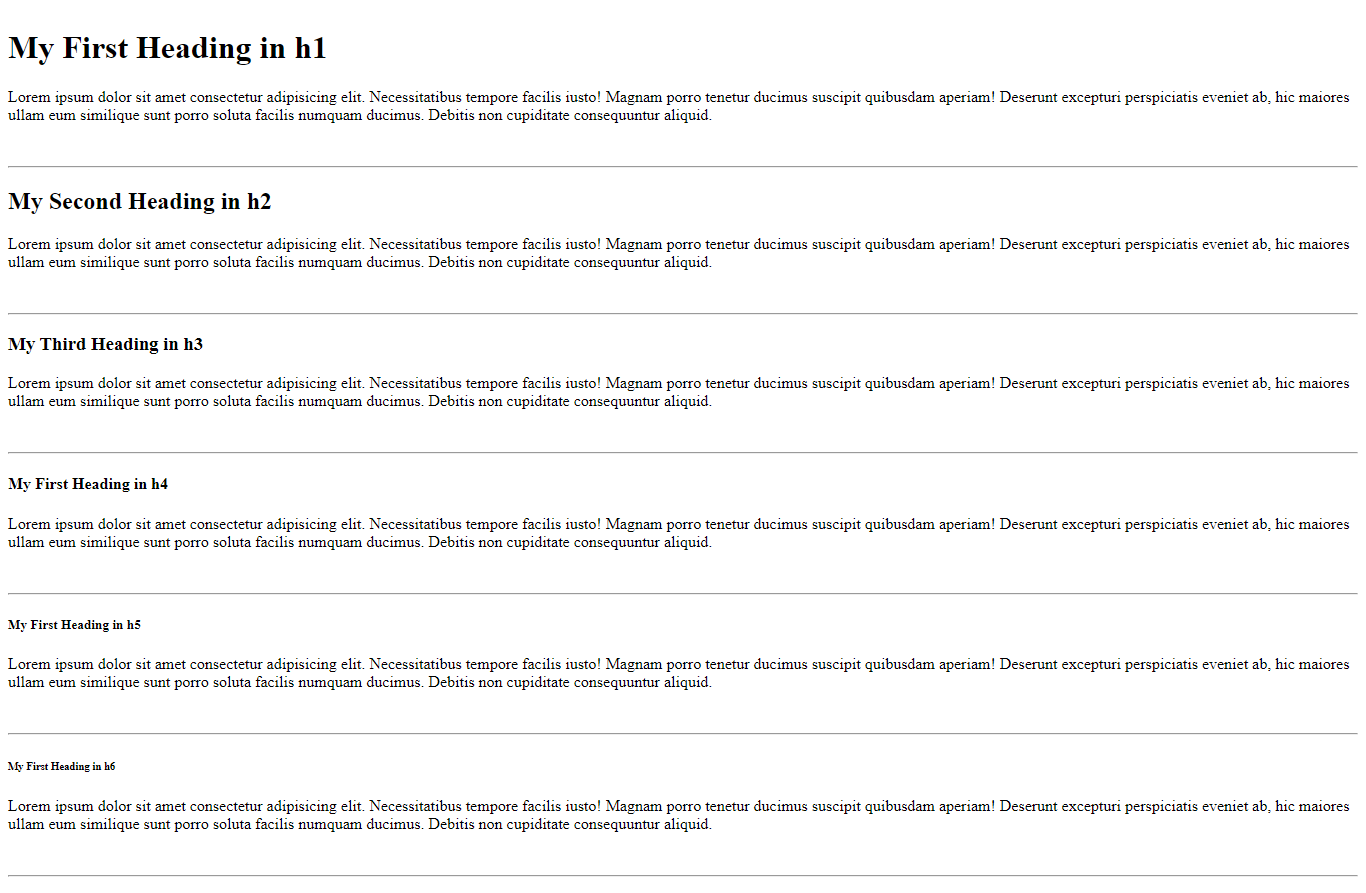 My First Heading in h1
Lorem ipsum dolor sit amet consectetur adipisicing elit. Necessitatibus tempore facilis iusto! Magnam porro tenetur ducimus suscipit quibusdam aperiam! Deserunt excepturi perspiciatis eveniet ab, hic maiores
ullam eum similique sunt porro soluta facilis numquam ducimus. Debitis non cupiditate consequuntur aliquid.
My Second Heading in h2
Lorem ipsum dolor sit amet consectetur adipisicing elit. Necessitatibus tempore facilis iusto! Magnam porro tenetur ducimus suscipit quibusdam aperiam! Deserunt excepturi perspiciatis eveniet ab, hic maiores
ullam eum similique sunt porro soluta facilis numquam ducimus. Debitis non cupiditate consequuntur aliquid.
My Third Heading in h3
Lorem ipsum dolor sit amet consectetur adipisicing elit. Necessitatibus tempore facilis iusto! Magnam porro tenetur ducimus suscipit quibusdam aperiam! Deserunt excepturi perspiciatis eveniet ab, hic maiores
ullam eum similique sunt porro soluta facilis numquam ducimus. Debitis non cupiditate consequuntur aliquid.
My First Heading in h4
Lorem ipsum dolor sit amet consectetur adipisicing elit. Necessitatibus tempore facilis iusto! Magnam porro tenetur ducimus suscipit quibusdam aperiam! Deserunt excepturi perspiciatis eveniet ab, hic maiores
ullam eum similique sunt porro soluta facilis numquam ducimus. Debitis non cupiditate consequuntur aliquid.
My First Heading in h5
Lorem ipsum dolor sit amet consectetur adipisicing elit. Necessitatibus tempore facilis iusto! Magnam porro tenetur ducimus suscipit quibusdam aperiam! Deserunt excepturi perspiciatis eveniet ab, hic maiores
ullam eum similique sunt porro soluta facilis numquam ducimus. Debitis non cupiditate consequuntur aliquid.
My First Heading in h6
Lorem ipsum dolor sit amet consectetur adipisicing elit. Necessitatibus tempore facilis iusto! Magnam porro tenetur ducimus suscipit quibusdam aperiam! Deserunt excepturi perspiciatis eveniet ab, hic maiores
ullam eum similique sunt porro soluta facilis numquam ducimus. Debitis non cupiditate consequuntur aliquid.